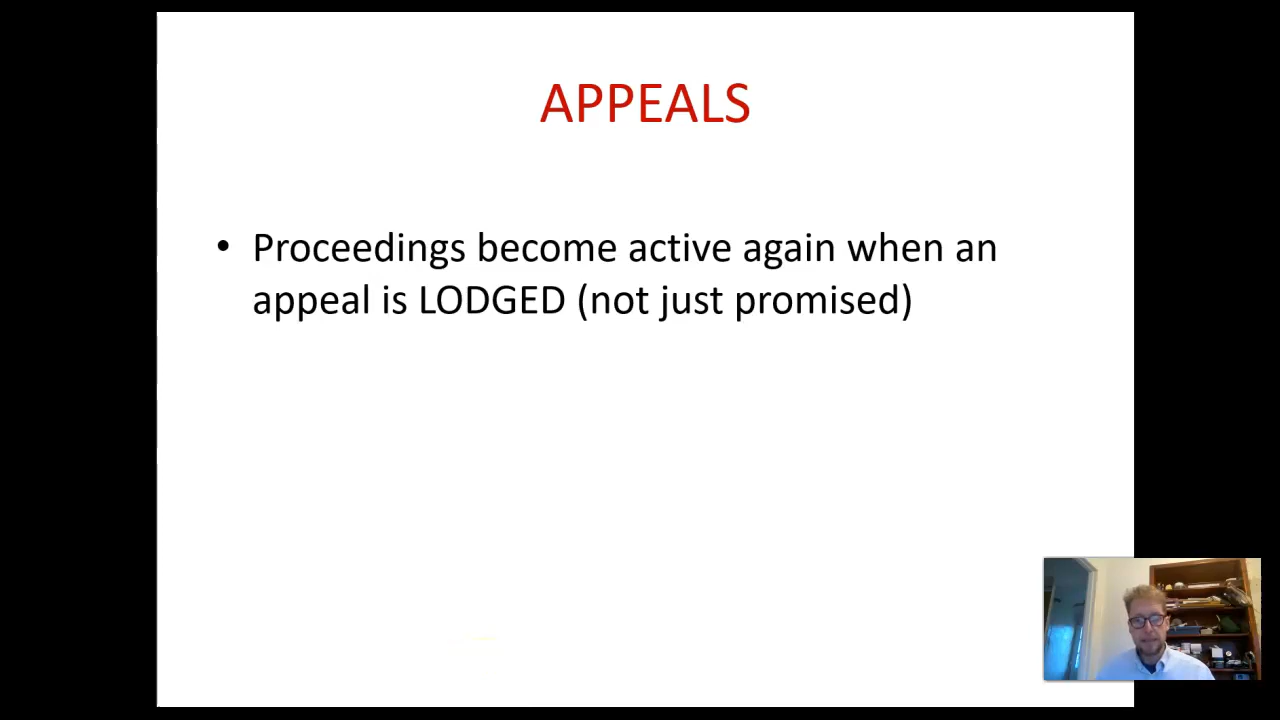 APPEALS
• Proceedings become active again when an
appeal is LODGED (not just promised)